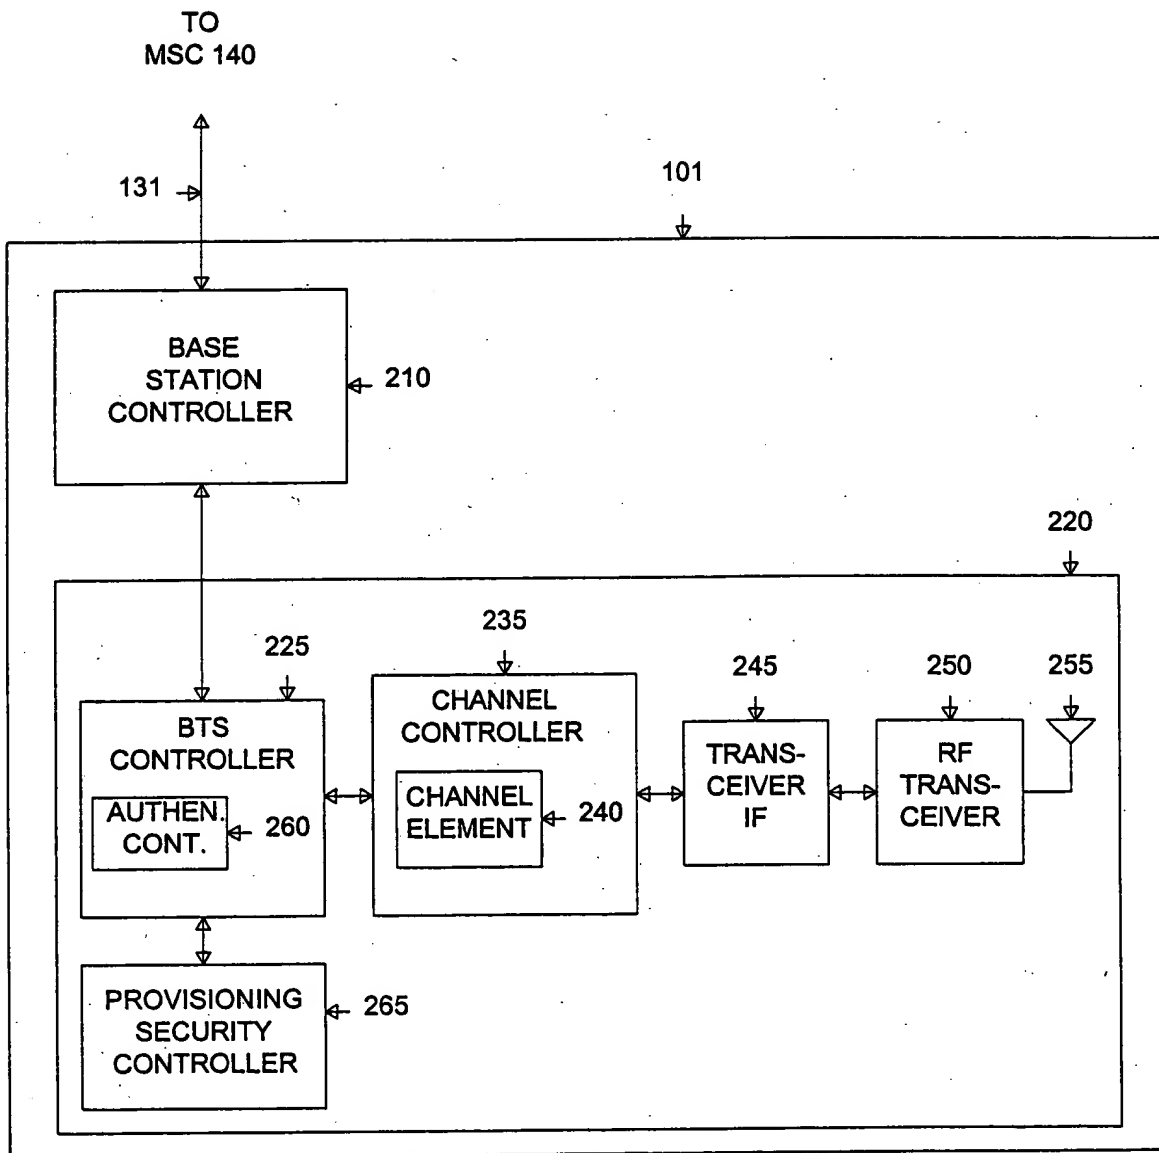 TO
MSC 140
131
101
BASE
STATION
CONTROLLER
210
220
225
235
245
250
255
BTS
CONTROLLER
AUTHEN.
CONT.
260
CHANNEL
CONTROLLER
CHANNEL
ELEMENT
240
TRANS-
CEIVER
IF
RF
TRANS-
CEIVER
PROVISIONING
SECURITY
CONTROLLER
265